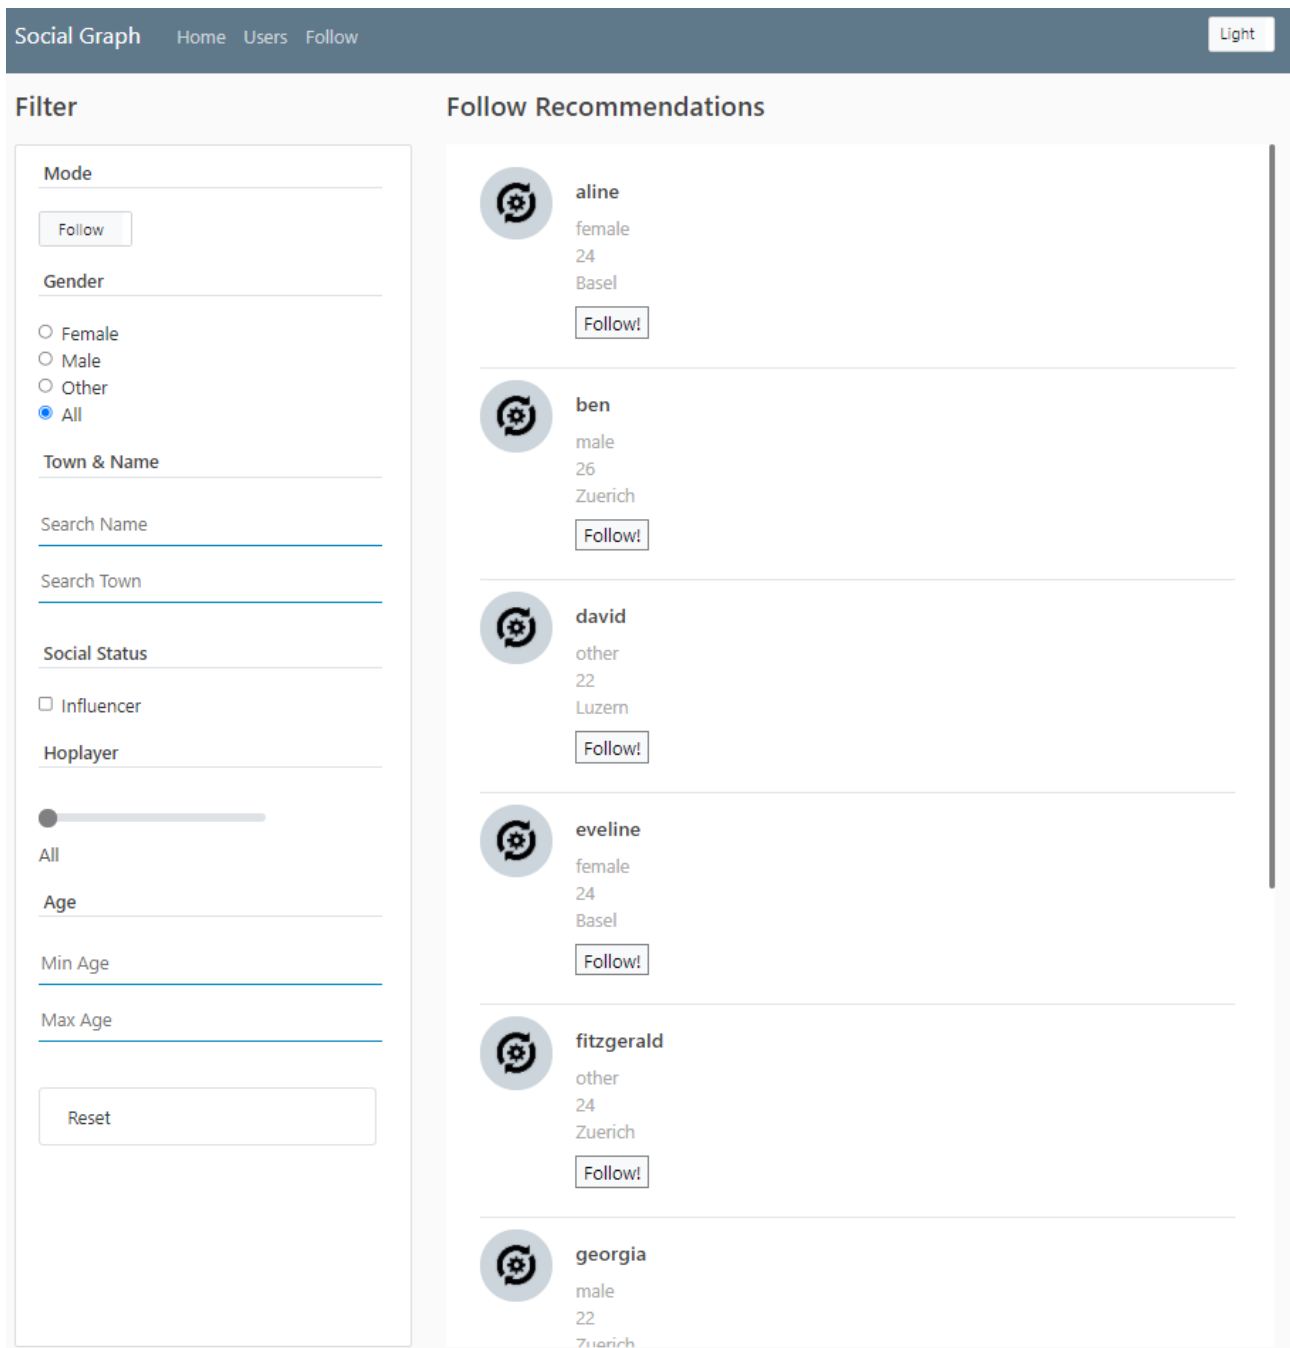 Social Graph Home Users Follow Light
Filter
Mode
Follow
Gender
Female
Male
Other
All
Town & Name
Search Name
Search Town
Social Status
Influencer
Hoplayer
All
Age
Min Age
Max Age
Reset
Follow Recommendations
aline
female
24
Basel
Follow!
ben
male
26
Zuerich
Follow!
david
other
22
Luzern
Follow!
eveline
female
24
Basel
Follow!
fitzgerald
other
24
Zuerich
Follow!
georgia
male
22
Zuerich